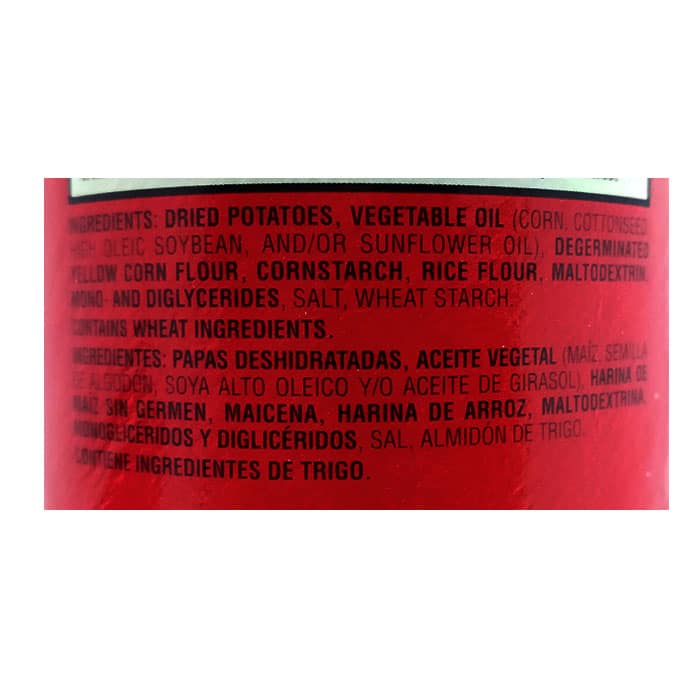 INGREDIENTS: DRIED POTATOES, VEGETABLE OIL (CORN, COTTONSEED
HIGH OLEIC SOYBEAN, AND/OR SUNFLOWER OIL), DEGERMINATED
YELLOW CORN FLOUR, CORNSTARCH, RICE FLOUR, MALTODEXTRIN,
MONO- AND DIGLYCERIDES, SALT, WHEAT STARCH.
CONTAINS WHEAT INGREDIENTS.
INGREDIENTES: PAPAS DESHIDRATADAS, ACEITE VEGETAL (MAÍZ, SEMILLA
DE ALGODÓN, SOYA ALTO OLEICO Y/O ACEITE DE GIRASOL), HARINA DE
MAÍZ SIN GERMEN, MAICENA, HARINA DE ARROZ, MALTODEXTRINA,
MONOGLICÉRIDOS Y DIGLICÉRIDOS, SAL, ALMIDÓN DE TRIGO.
CONTIENE INGREDIENTES DE TRIGO.